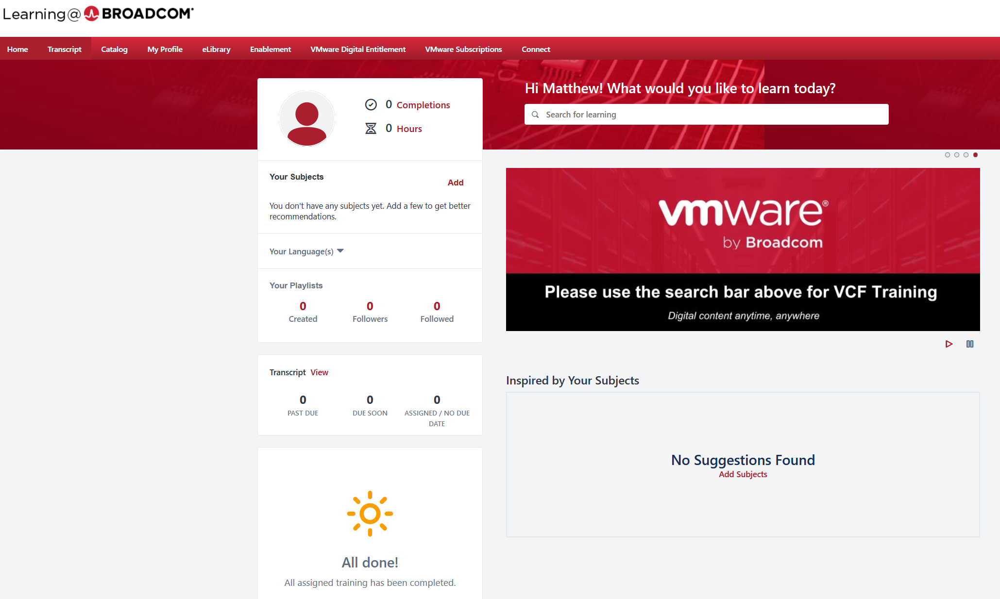 Learning@ BROADCOM®
Home Transcript Catalog My Profile eLibrary Enablement VMware Digital Entitlement VMware Subscriptions Connect
0 Completions
0 Hours
Your Subjects
Add
You don't have any subjects yet. Add a few to get better
recommendations.
Your Language(s)
Your Playlists
0 0 0
Created Followers Followed
Transcript View
0 0 0
PAST DUE DUE SOON ASSIGNED / NO DUE
DATE
All done!
All assigned training has been completed.
Hi Matthew! What would you like to learn today?
Search for learning
vmware®
by Broadcom
Please use the search bar above for VCF Training
Digital content anytime, anywhere
Inspired by Your Subjects
No Suggestions Found
Add Subjects